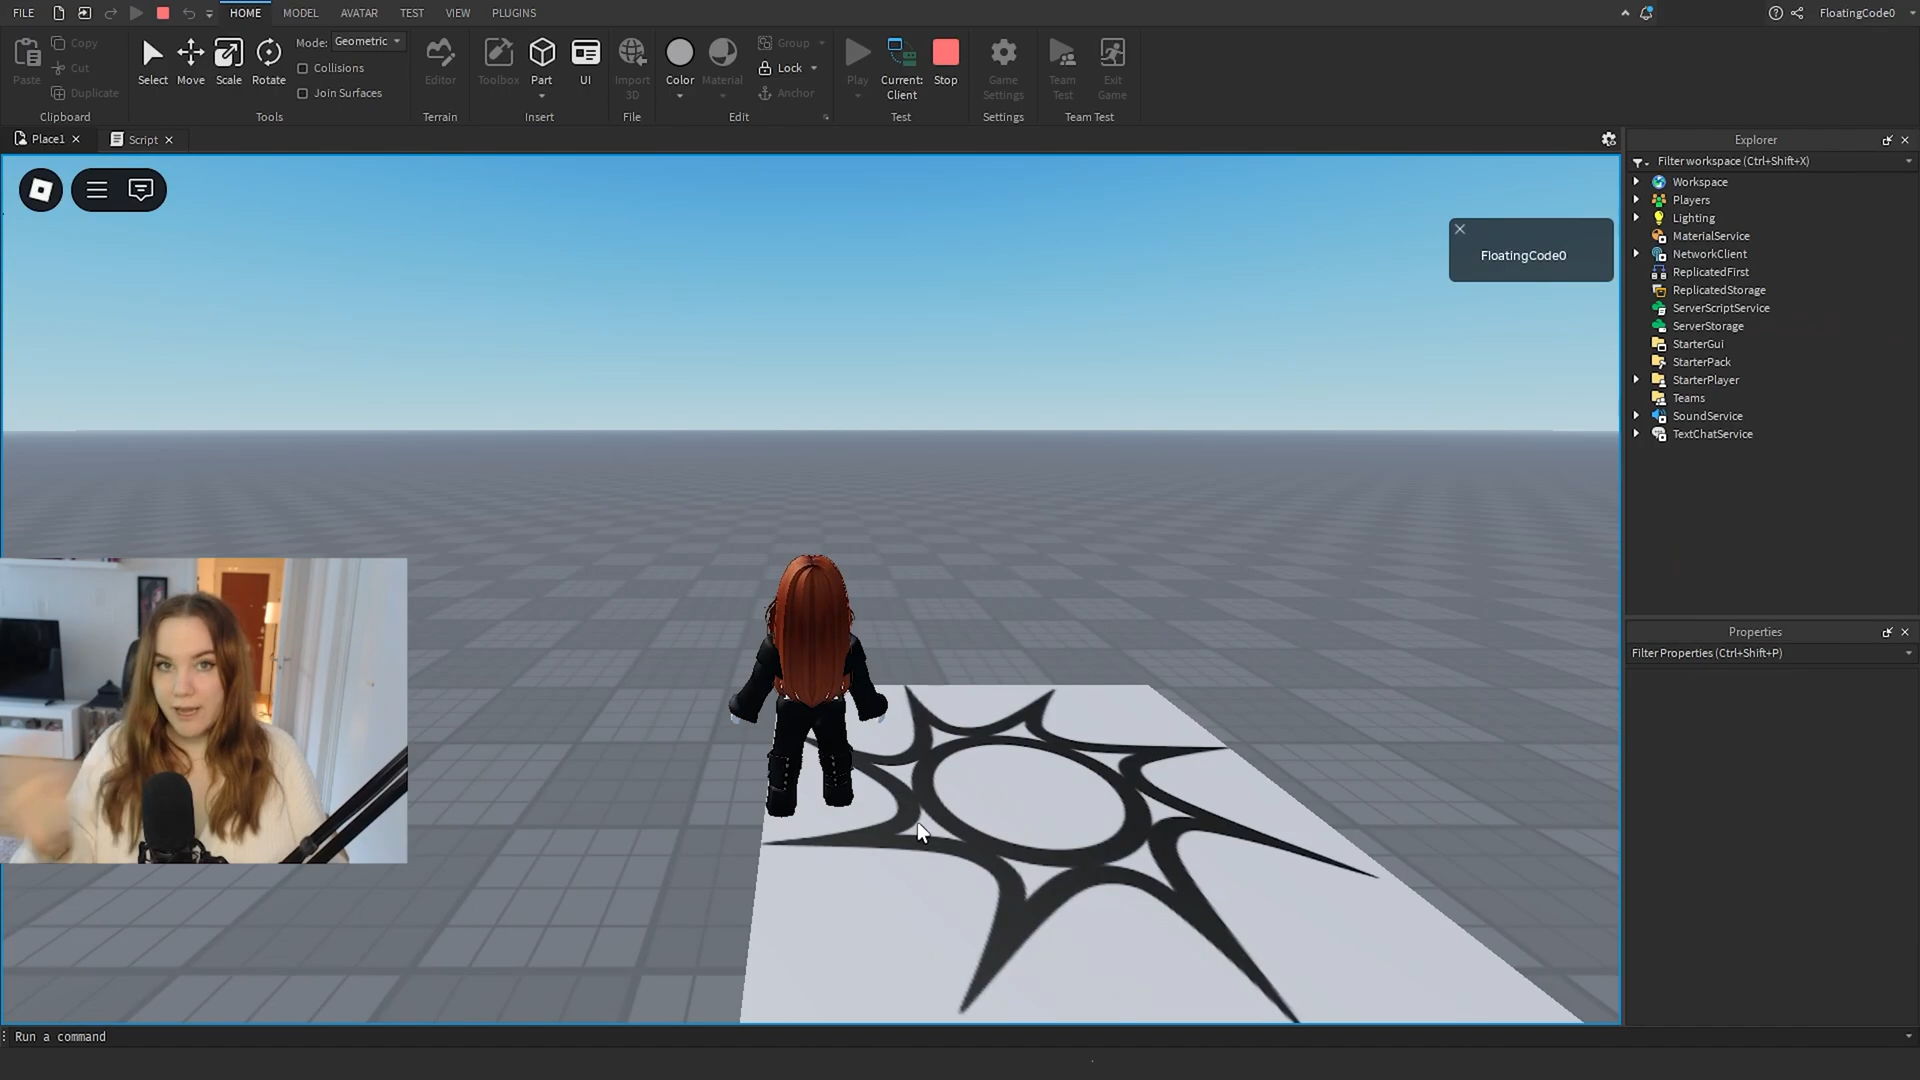 FILE
HOME
MODEL
AVATAR
TEST
VIEW
PLUGINS
FloatingCode0
Paste
Copy
Cut
Duplicate
Clipboard
Select
Move
Scale
Rotate
Mode: Geometric
Collisions
Join Surfaces
Tools
Editor
Terrain
Toolbox
Part
UI
Insert
Import
3D
File
Color
Material
Group
Lock
Anchor
Edit
Play
Current:
Client
Stop
Test
Game
Settings
Settings
Team
Test
Exit
Game
Team Test
Place1
Script
FloatingCode0
Explorer
Filter workspace (Ctrl+Shift+X)
Workspace
Players
Lighting
MaterialService
NetworkClient
ReplicatedFirst
ReplicatedStorage
ServerScriptService
ServerStorage
StarterGui
StarterPack
StarterPlayer
Teams
SoundService
TextChatService
Properties
Filter Properties (Ctrl+Shift+P)
Run a command